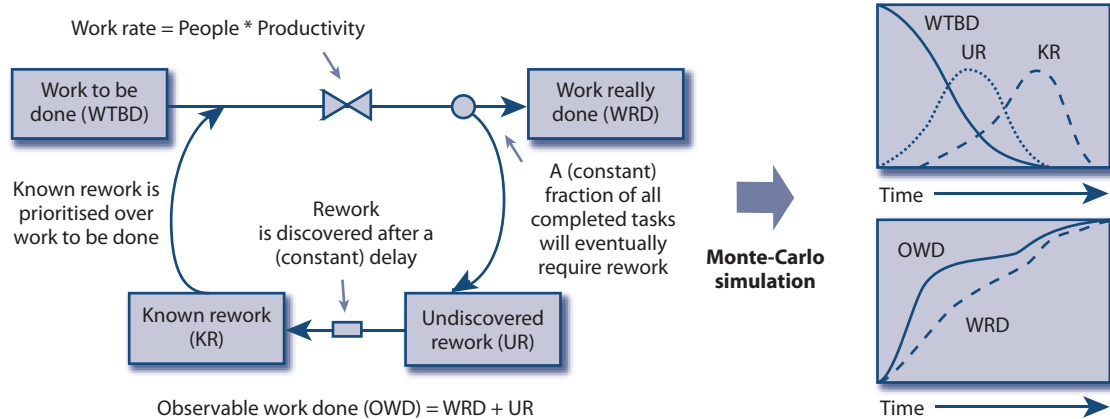 Work rate = People * Productivity
Work to be
done (WTBD)
Work really
done (WRD)
Known rework is
prioritised over
work to be done
Rework
is discovered after a
(constant) delay
A (constant)
fraction of all
completed tasks
will eventually
require rework
Known rework
(KR)
Undiscovered
rework (UR)
Observable work done (OWD) = WRD + UR
Monte-Carlo
simulation
WTBD
UR
KR
Time
OWD
WRD
Time